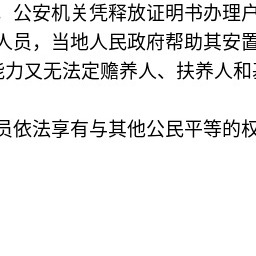 ，公安机关凭释放证明书办理户
人员，当地人民政府帮助其安置
能力又无法定赡养人、扶养人和基
员依法享有与其他公民平等的权